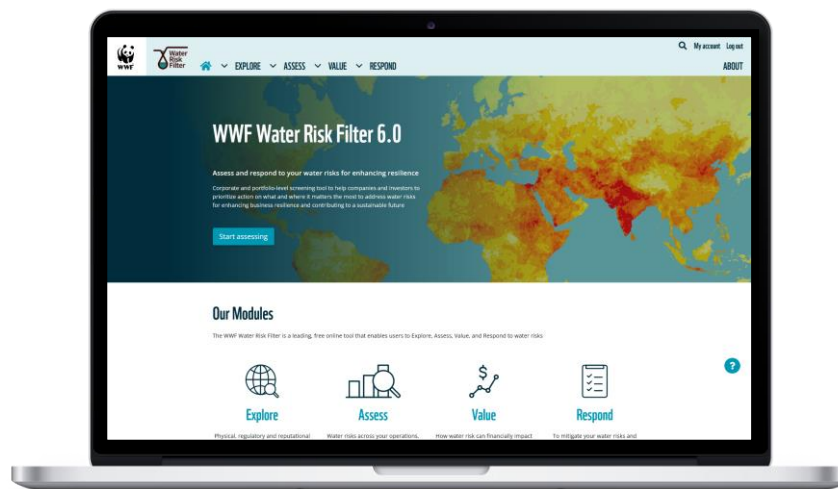 My account Log out
WWF
Water
Risk
Filter
EXPLORE ASSESS VALUE RESPOND
ABOUT
WWF Water Risk Filter 6.0
Assess and respond to your water risks for enhancing resilience
Corporate and portfolio-level screening tool to help companies and investors to
prioritize action on what and where it matters the most to address water risks
for enhancing business resilience and contributing to a sustainable future
Start assessing
Our Modules
The WWF Water Risk Filter is a leading, free online tool that enables users to Explore, Assess, Value, and Respond to water risks
?
$
Explore Assess Value Respond
Physical, regulatory and reputational Water risks across your operations, How water risk can financially impact To mitigate your water risks and